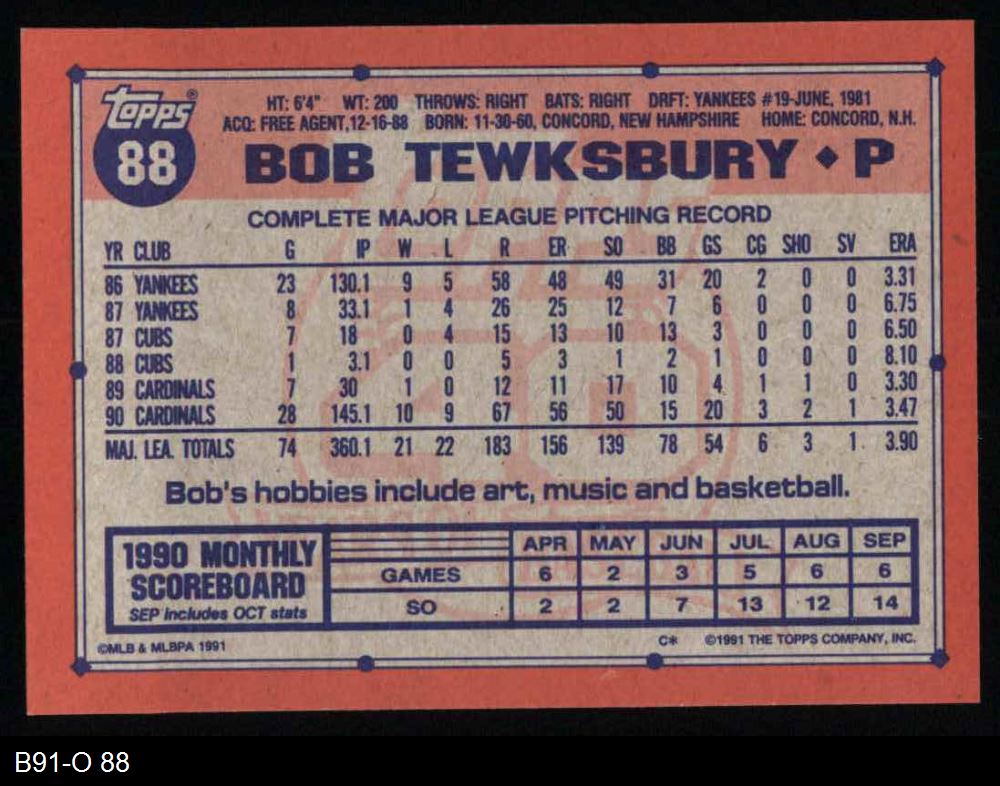 Topps®
88
HT: 6'4" WT: 200 THROWS: RIGHT BATS: RIGHT DRFT: YANKEES #19-JUNE, 1981
ACQ: FREE AGENT,12-16-88 BORN: 11-30-60, CONCORD, NEW HAMPSHIRE HOME: CONCORD, N.H.
BOB TEWKSBURY ◆ P
COMPLETE MAJOR LEAGUE PITCHING RECORD
YR CLUB G IP W L R ER SO BB GS CG SHO SV ERA
86 YANKEES 23 130.1 9 5 58 48 49 31 20 2 0 0 3.31
87 YANKEES 8 33.1 1 4 26 25 12 7 6 0 0 0 6.75
87 CUBS 7 18 0 4 15 13 10 13 3 0 0 0 6.50
88 CUBS 1 3.1 0 0 5 3 1 2 1 0 0 0 8.10
89 CARDINALS 7 30 1 0 12 11 17 10 4 1 1 0 3.30
90 CARDINALS 28 145.1 10 9 67 56 50 15 20 3 2 1 3.47
MAJ. LEA. TOTALS 74 360.1 21 22 183 156 139 78 54 6 3 1 3.90
Bob's hobbies include art, music and basketball.
1990 MONTHLY
SCOREBOARD
SEP includes OCT stats
APR MAY JUN JUL AUG SEP
GAMES 6 2 3 5 6 6
SO 2 2 7 13 12 14
©MLB & MLBPA 1991
C* ©1991 THE TOPPS COMPANY, INC.
B91-O 88